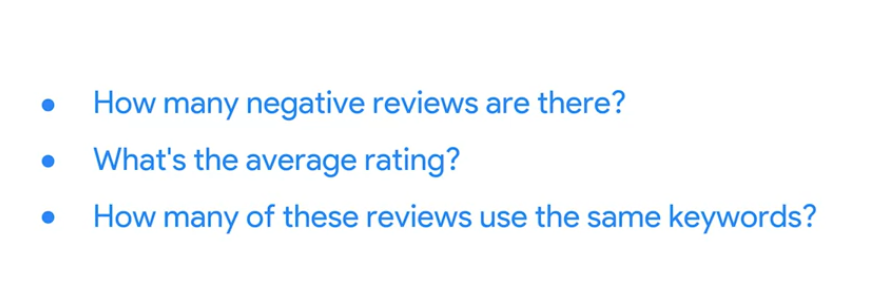 • How many negative reviews are there?
• What's the average rating?
• How many of these reviews use the same keywords?